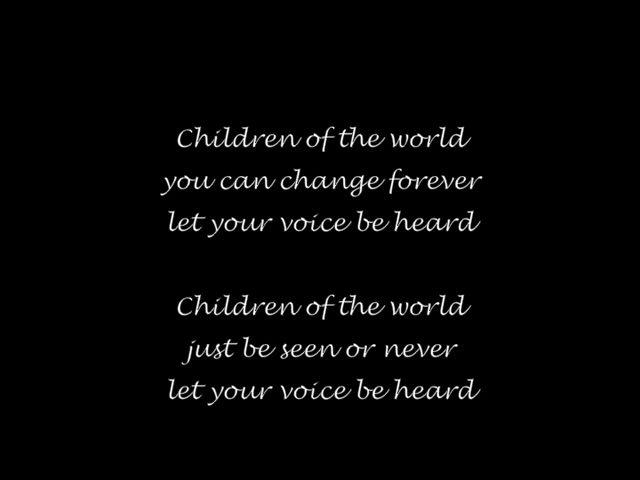 Children of the world
you can change forever
let your voice be heard
Children of the world
just be seen or never
let your voice be heard